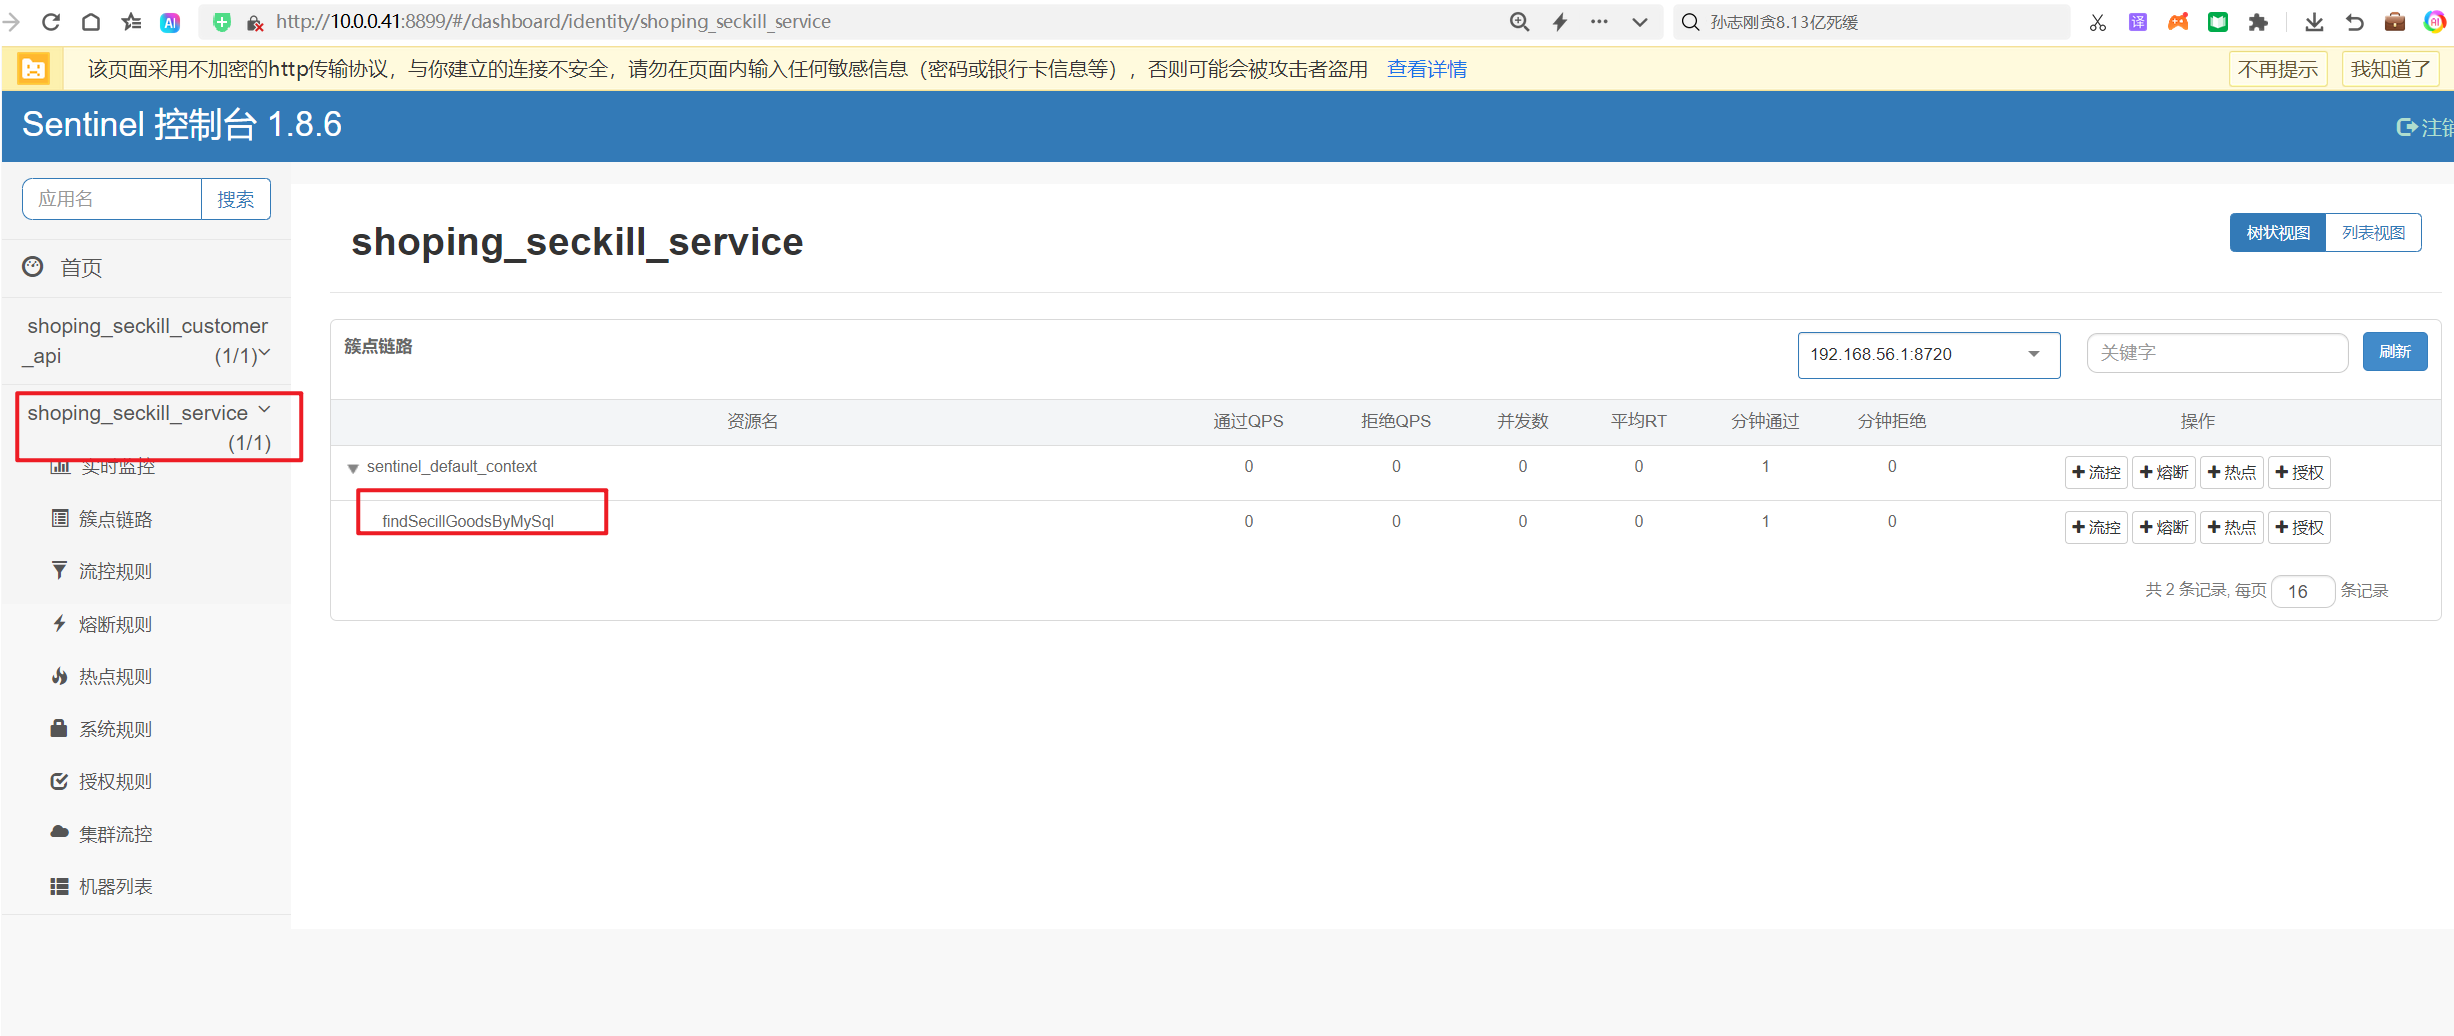 http://10.0.0.41:8899/#/dashboard/identity/shoping_seckill_service
孙志刚贪8.13亿死缓
该页面采用不加密的http传输协议，与你建立的连接不安全，请勿在页面内输入任何敏感信息（密码或银行卡信息等），否则可能会被攻击者盗用 查看详情
不再提示
我知道了
Sentinel 控制台 1.8.6
注销
应用名
搜索
首页
shoping_seckill_customer
_api (1/1)
shoping_seckill_service
(1/1)
实时监控
簇点链路
流控规则
熔断规则
热点规则
系统规则
授权规则
集群流控
机器列表
shoping_seckill_service
树状视图
列表视图
簇点链路
192.168.56.1:8720
关键字
刷新
资源名 通过QPS 拒绝QPS 并发数 平均RT 分钟通过 分钟拒绝 操作
sentinel_default_context 0 0 0 0 1 0 流控 熔断 热点 授权
findSecillGoodsByMySql 0 0 0 0 1 0 流控 熔断 热点 授权
共 2 条记录, 每页 16 条记录